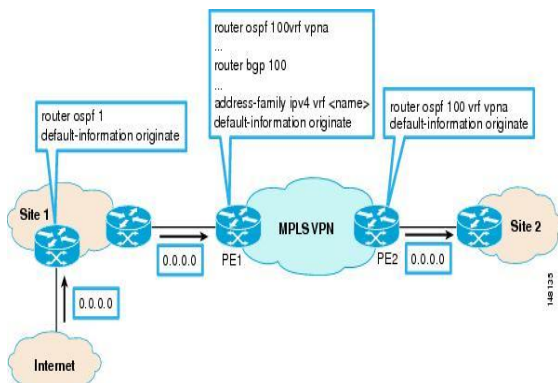 router ospf 100vrf vpna
...
router bgp 100
...
address-family ipv4 vrf <name>
default-information originate
router ospf 1
default-information originate
router ospf 100 vrf vpna
default-information originate
Site 1
MPLS VPN
Site 2
0.0.0.0
PE1
PE2
0.0.0.0
0.0.0.0
Internet
148135